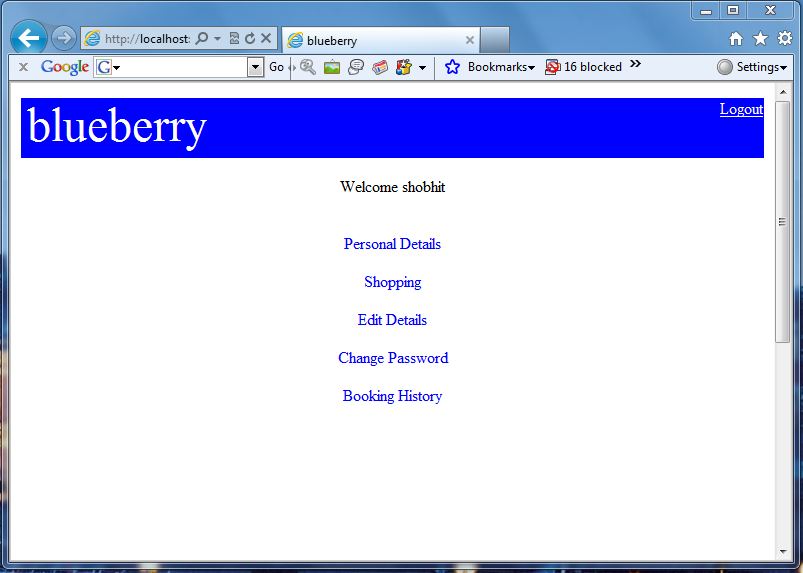 http://localhost:
blueberry
Google
G
Go
Bookmarks
16 blocked
Settings
blueberry
Logout
Welcome shobhit
Personal Details
Shopping
Edit Details
Change Password
Booking History